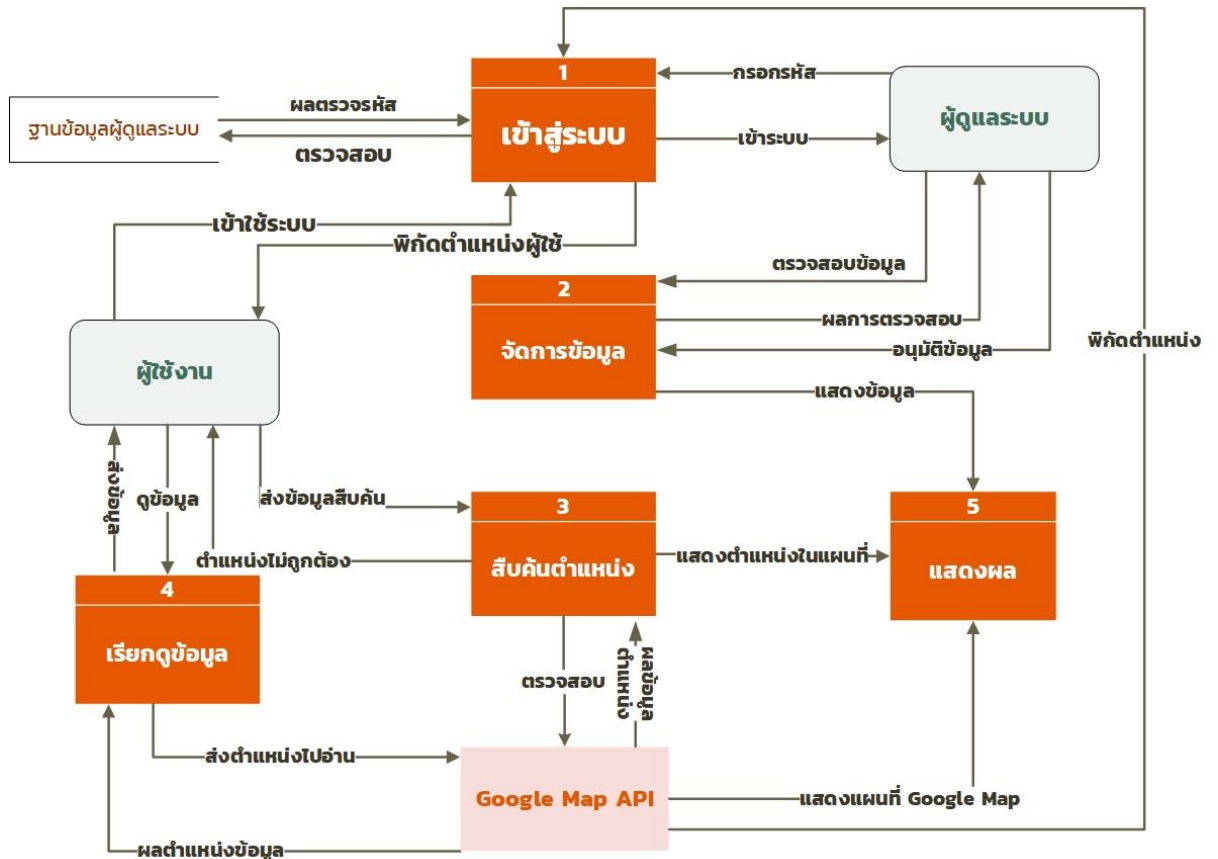 1
เข้าสู่ระบบ
กรอกรหัส
ผู้ดูแลระบบ
ฐานข้อมูลผู้ดูแลระบบ
ผลตรวจรหัส
ตรวจสอบ
เข้าระบบ
เข้าใช้ระบบ
พิกัดตำแหน่งผู้ใช้
ตรวจสอบข้อมูล
2
จัดการข้อมูล
ผลการตรวจสอบ
อนุมัติข้อมูล
พิกัดตำแหน่ง
ผู้ใช้งาน
แสดงข้อมูล
ส่งข้อมูล
ดูข้อมูล
ส่งข้อมูลสืบค้น
3
สืบค้นตำแหน่ง
5
แสดงผล
ตำแหน่งไม่ถูกต้อง
แสดงตำแหน่งในแผนที่
4
เรียกดูข้อมูล
ตรวจสอบ
ผลข้อมูล
ตำแหน่ง
ส่งตำแหน่งไปอ่าน
Google Map API
แสดงแผนที่ Google Map
ผลตำแหน่งข้อมูล